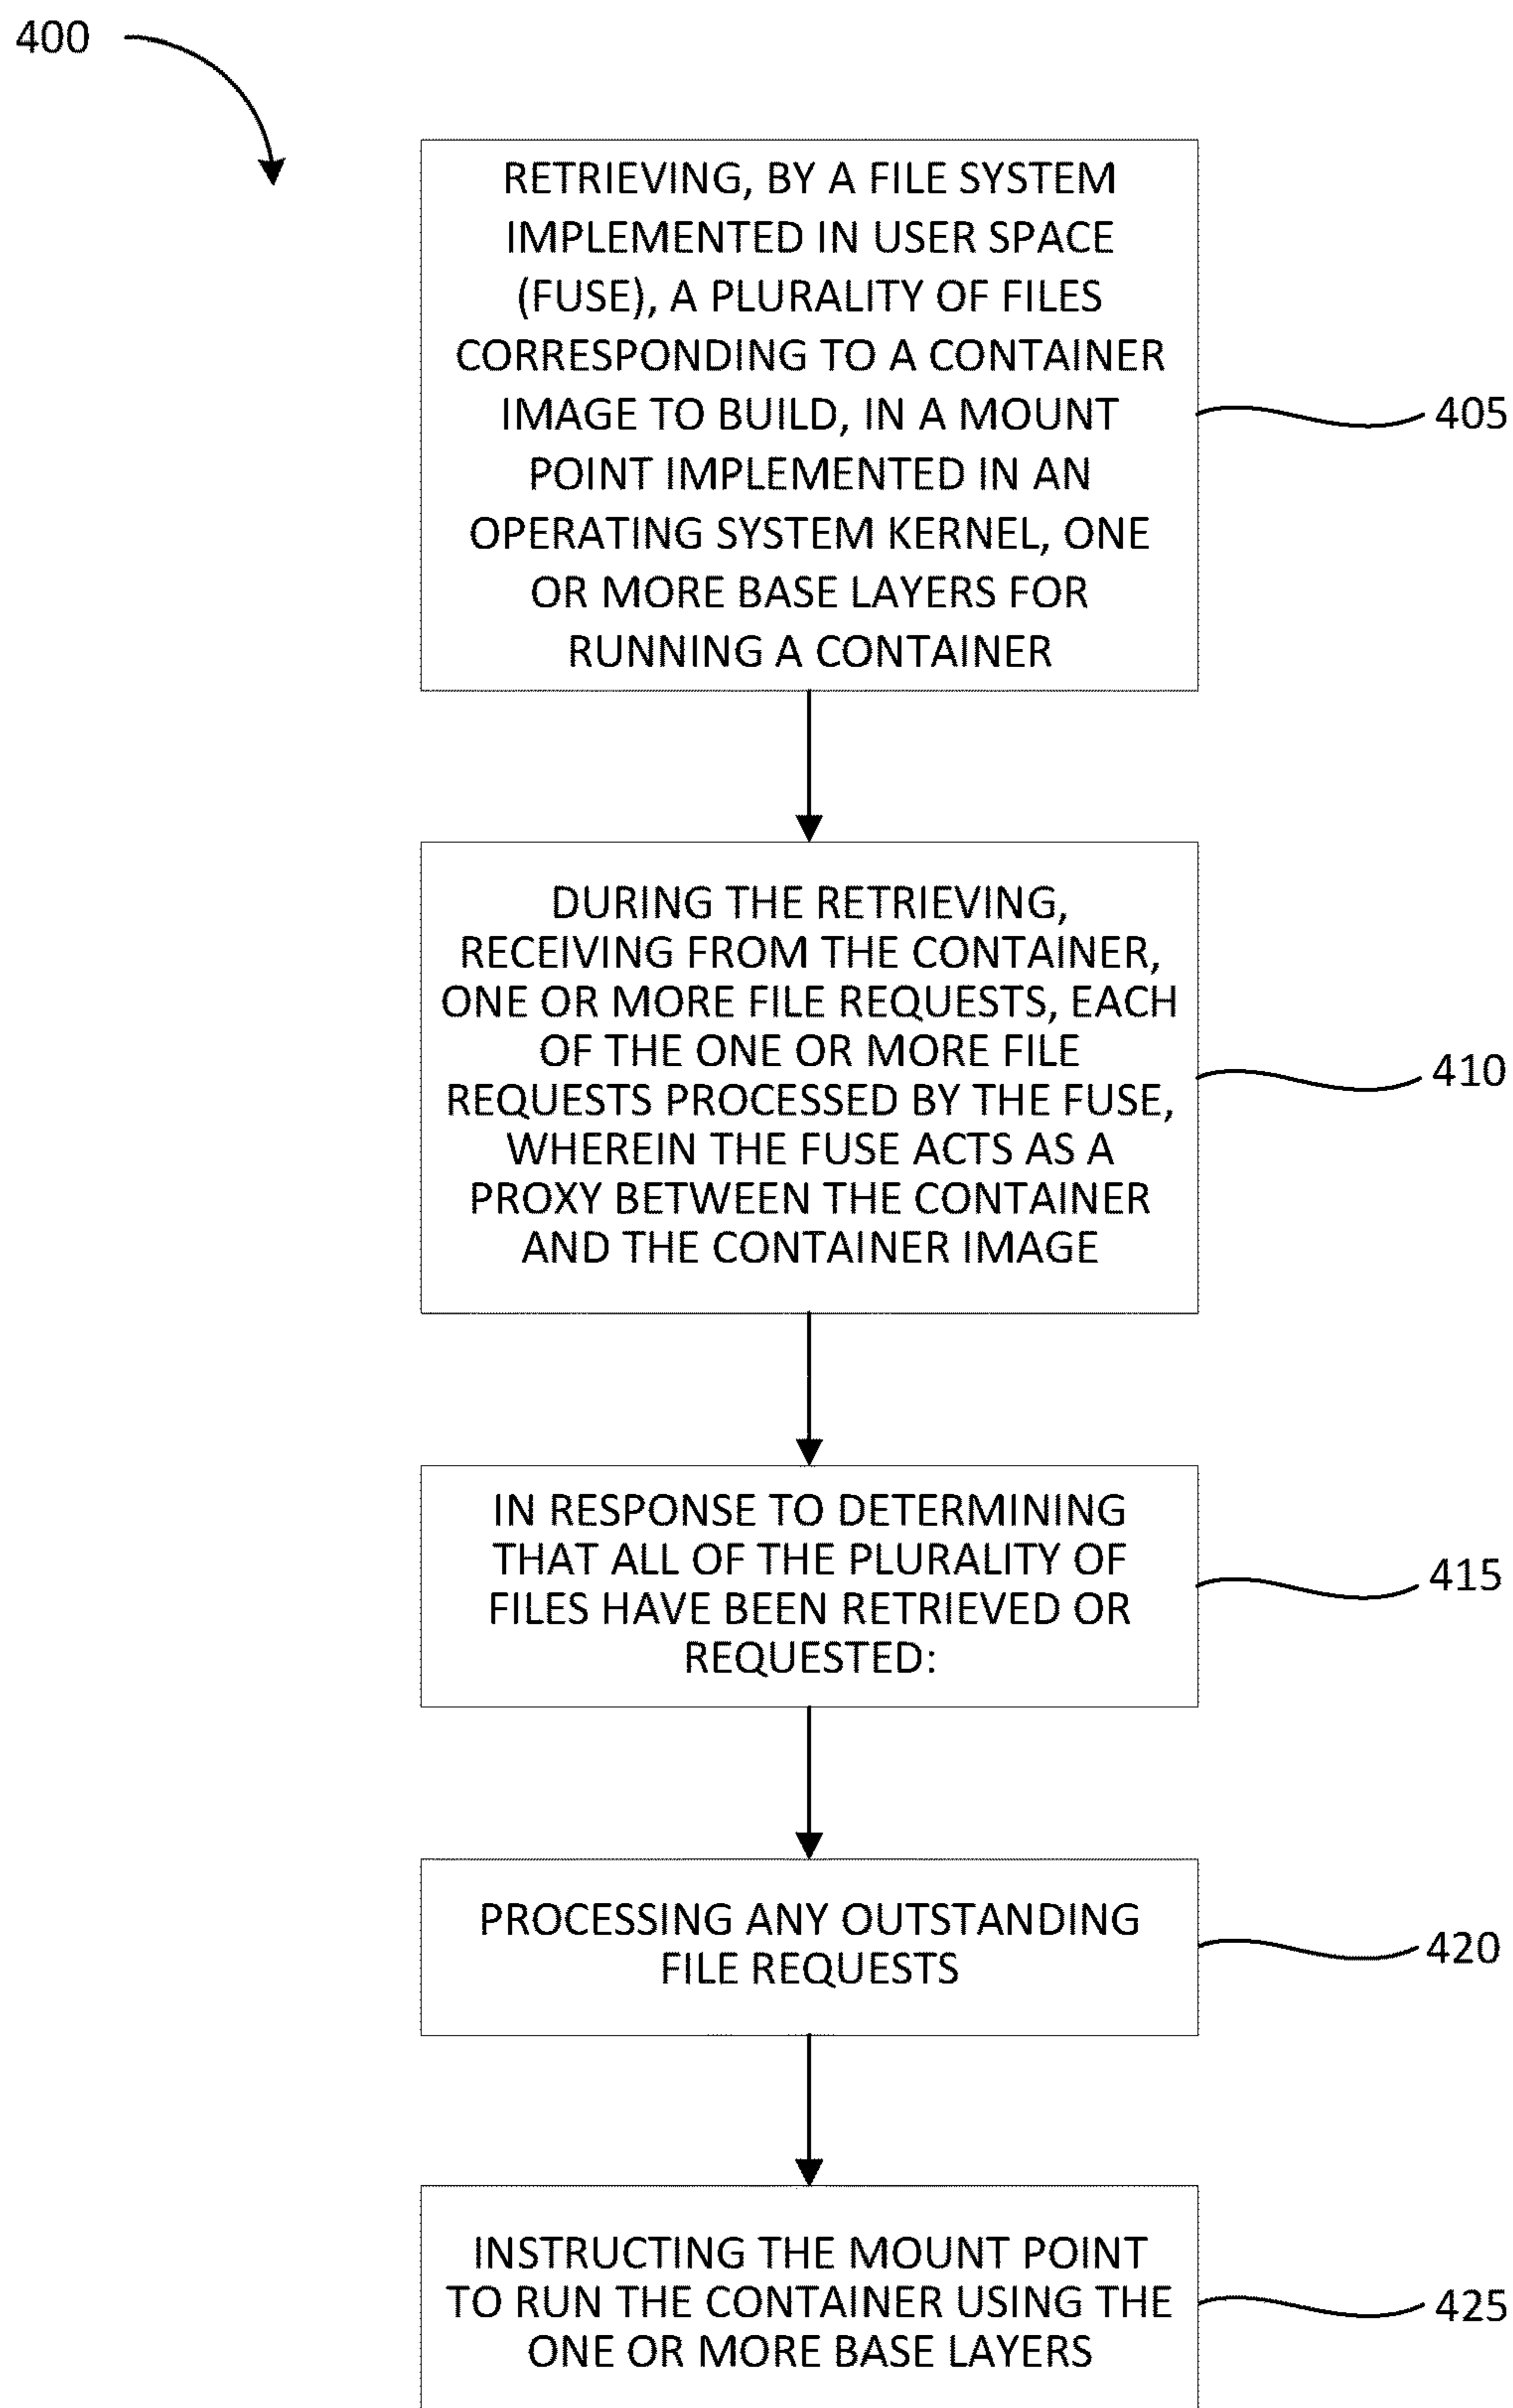 400
RETRIEVING, BY A FILE SYSTEM
IMPLEMENTED IN USER SPACE
(FUSE), A PLURALITY OF FILES
CORRESPONDING TO A CONTAINER
IMAGE TO BUILD, IN A MOUNT
POINT IMPLEMENTED IN AN
OPERATING SYSTEM KERNEL, ONE
OR MORE BASE LAYERS FOR
RUNNING A CONTAINER
405
DURING THE RETRIEVING,
RECEIVING FROM THE CONTAINER,
ONE OR MORE FILE REQUESTS, EACH
OF THE ONE OR MORE FILE
REQUESTS PROCESSED BY THE FUSE,
WHEREIN THE FUSE ACTS AS A
PROXY BETWEEN THE CONTAINER
AND THE CONTAINER IMAGE
410
IN RESPONSE TO DETERMINING
THAT ALL OF THE PLURALITY OF
FILES HAVE BEEN RETRIEVED OR
REQUESTED:
415
PROCESSING ANY OUTSTANDING
FILE REQUESTS
420
INSTRUCTING THE MOUNT POINT
TO RUN THE CONTAINER USING THE
ONE OR MORE BASE LAYERS
425